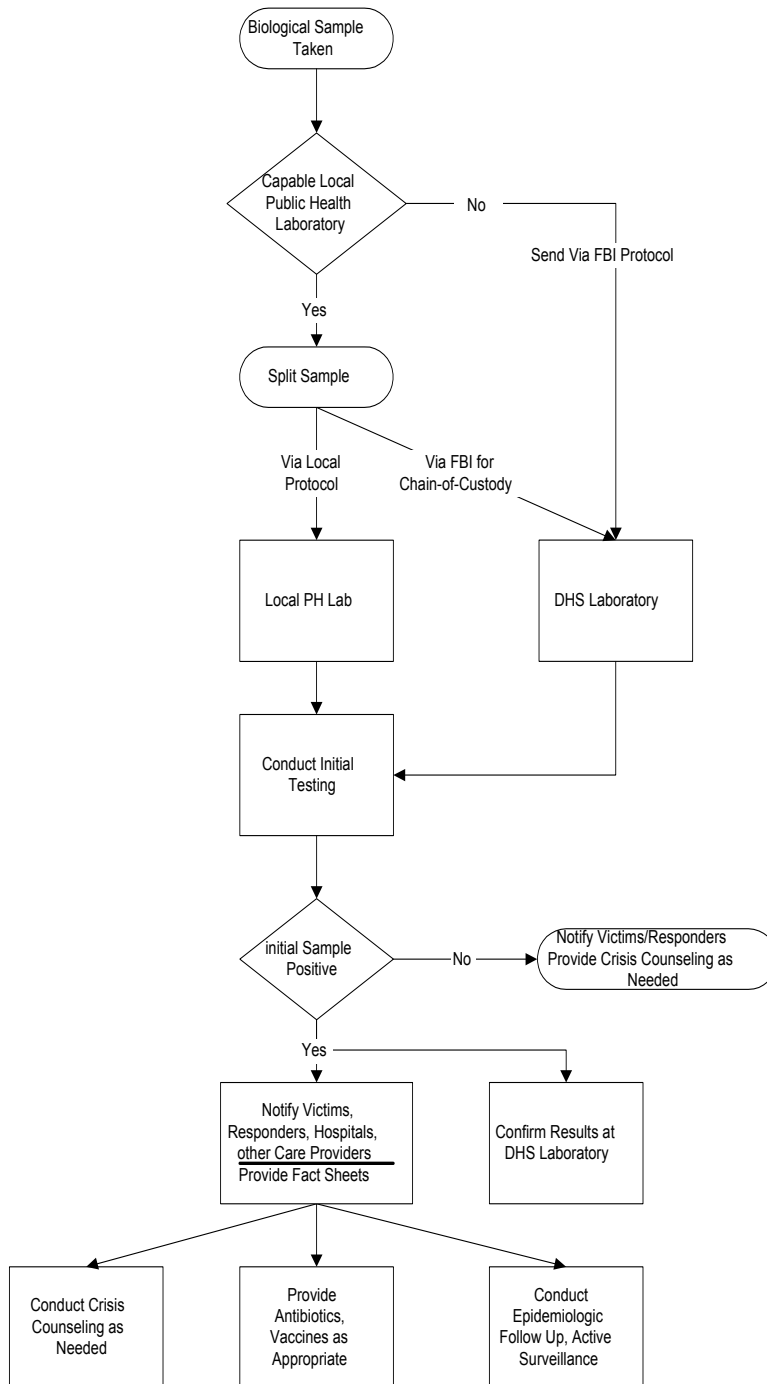 Biological Sample
Taken
Capable Local
Public Health
Laboratory
No
Send Via FBI Protocol
Yes
Split Sample
Via Local
Protocol
Via FBI for
Chain-of-Custody
Local PH Lab
DHS Laboratory
Conduct Initial
Testing
initial Sample
Positive
No
Notify Victims/Responders
Provide Crisis Counseling as
Needed
Yes
Notify Victims,
Responders, Hospitals,
other Care Providers
Provide Fact Sheets
Confirm Results at
DHS Laboratory
Conduct Crisis
Counseling as
Needed
Provide
Antibiotics,
Vaccines as
Appropriate
Conduct
Epidemiologic
Follow Up, Active
Surveillance